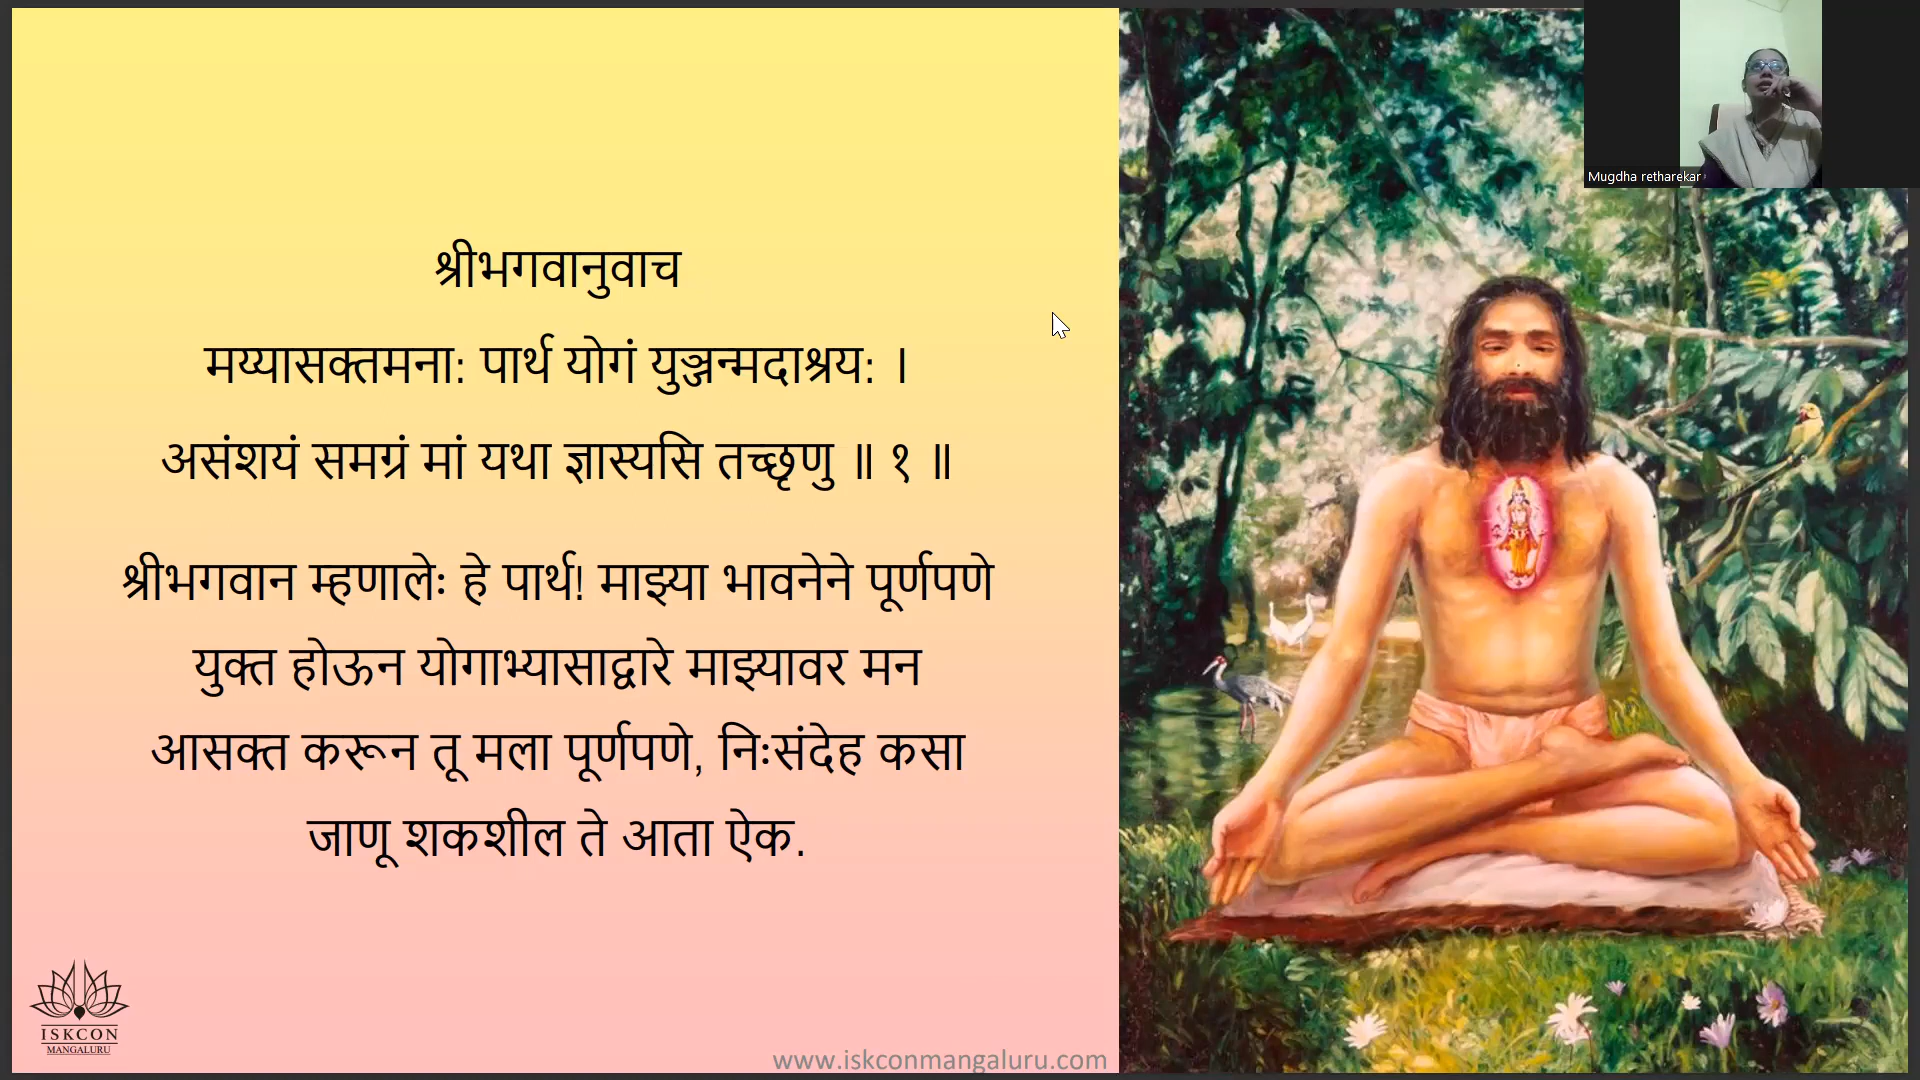 श्रीभगवानुवाच
मय्यासक्तमनाः पार्थ योगं युञ्जन्मदाश्रयः ।
असंशयं समग्रं मां यथा ज्ञास्यसि तच्छृणु ॥ १ ॥
श्रीभगवान म्हणालेः हे पार्थ! माझ्या भावनेने पूर्णपणे
युक्त होऊन योगाभ्यासाद्वारे माझ्यावर मन
आसक्त करून तू मला पूर्णपणे, निःसंदेह कसा
जाणू शकशील ते आता ऐक.
ISKCON
MANGALURU
www.iskconmangaluru.com
Mugdha retharekar